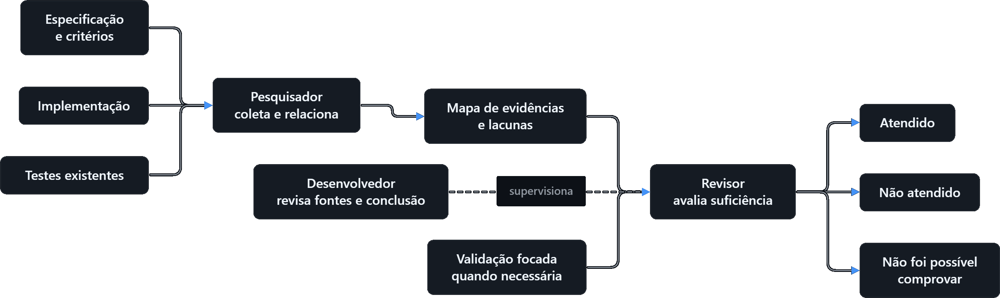 Especificação
e critérios
Implementação
Testes existentes
Pesquisador
coleta e relaciona
Mapa de evidências
e lacunas
Desenvolvedor
revisa fontes e conclusão
supervisiona
Validação focada
quando necessária
Revisor
avalia suficiência
Atendido
Não atendido
Não foi possível
comprovar